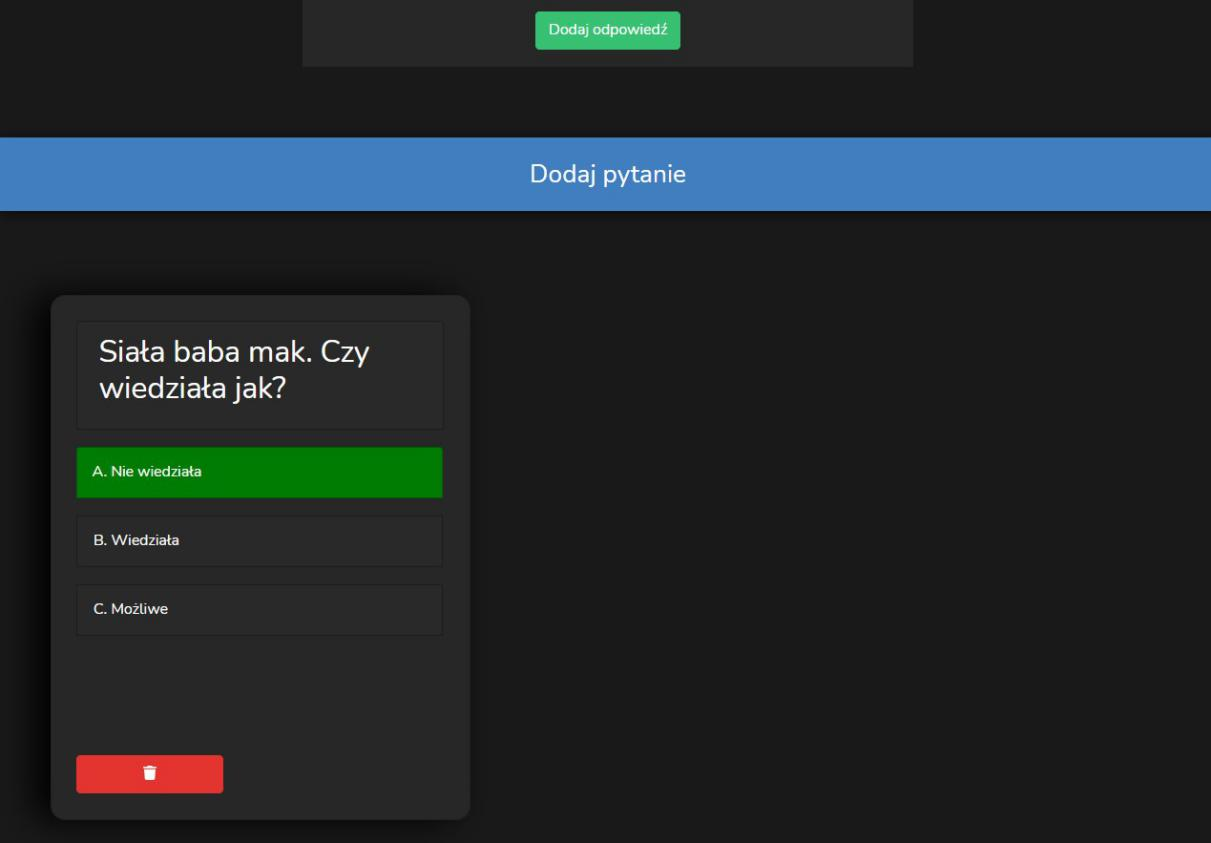 Dodaj odpowiedź
Dodaj pytanie
Siała baba mak. Czy
wiedziała jak?
A. Nie wiedziała
B. Wiedziała
C. Możliwe